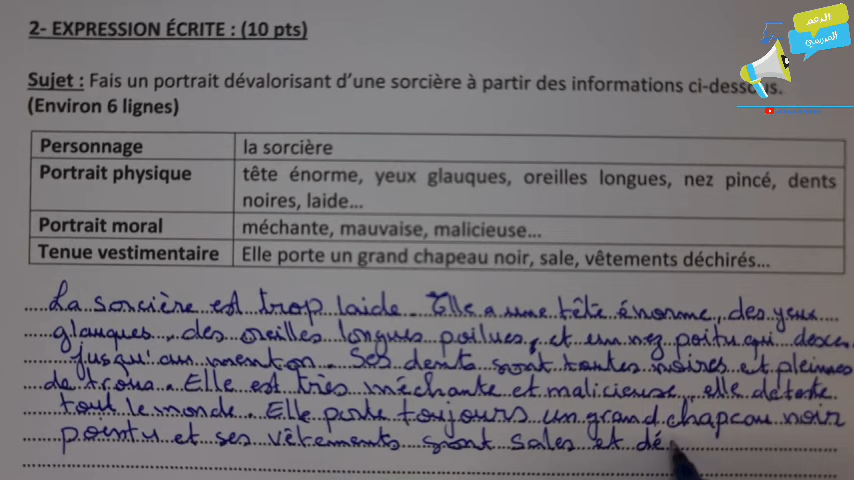 2- EXPRESSION ÉCRITE : (10 pts)
الدعم
المدرسي
Sujet : Fais un portrait dévalorisant d'une sorcière à partir des informations ci-dessous.
(Environ 6 lignes)
Personnage la sorcière
Portrait physique tête énorme, yeux glauques, oreilles longues, nez pincé, dents
noires, laide...
Portrait moral méchante, mauvaise, malicieuse...
Tenue vestimentaire Elle porte un grand chapeau noir, sale, vêtements déchirés...
La sorcière est trop laide. Elle a une tête énorme, des yeux
glauques, des oreilles longues poilues, et un nez pointu qui desce
jusqu'au menton. Ses dents sont toutes noires et pleines
de trous. Elle est très méchante et malicieuse, elle deteste
tout le monde. Elle porte toujours un grand chapeau noir
pointu et ses vêtements sont sales et dé